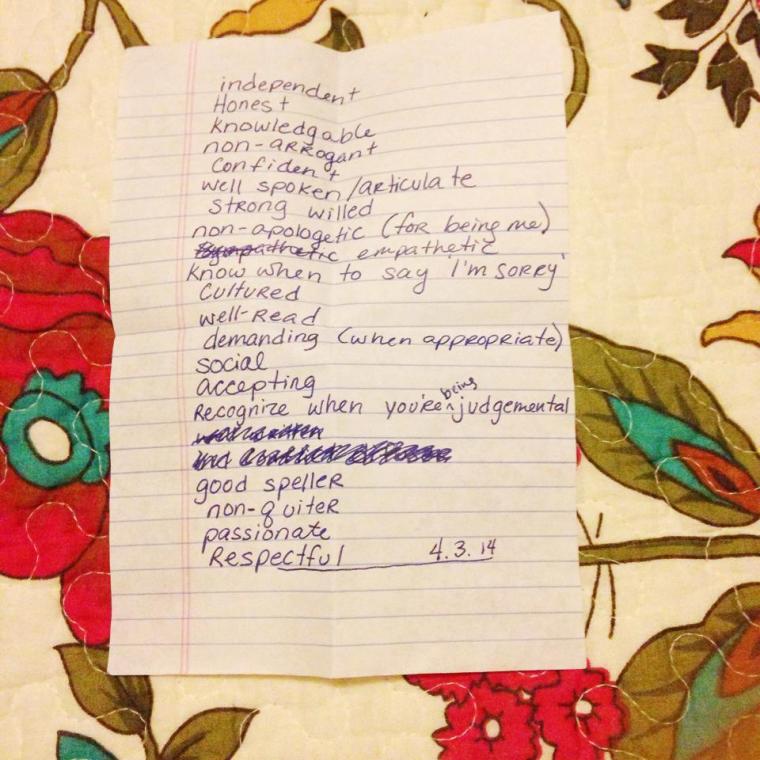 independent
Honest
knowledgable
non-arrogant
Confident
well spoken/articulate
strong willed
non-apologetic (for being me)
Sympathetic empathetic
know when to say 'I'm sorry'
Cultured
well-Read
demanding (when appropriate)
social
accepting
Recognize when you're being judgemental
good speller
non-quiter
passionate
Respectful 4.3.14